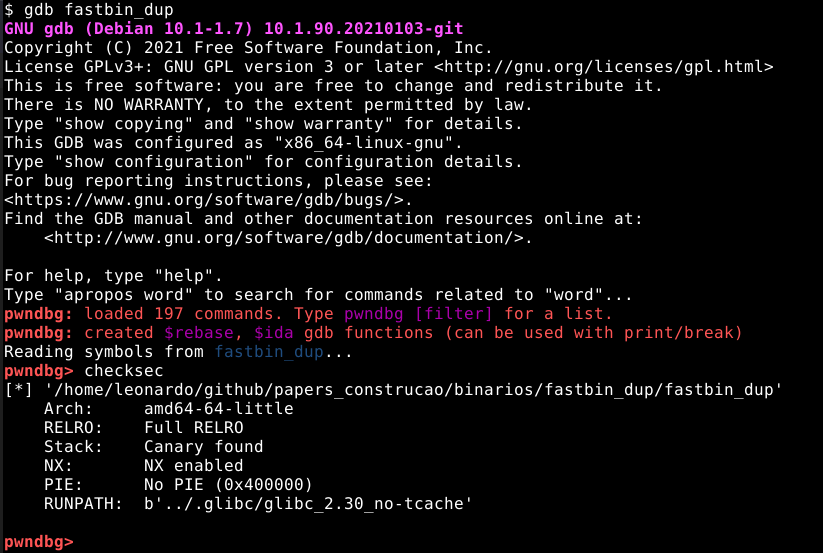 $ gdb fastbin_dup
GNU gdb (Debian 10.1-1.7) 10.1.90.20210103-git
Copyright (C) 2021 Free Software Foundation, Inc.
License GPLv3+: GNU GPL version 3 or later <http://gnu.org/licenses/gpl.html>
This is free software: you are free to change and redistribute it.
There is NO WARRANTY, to the extent permitted by law.
Type "show copying" and "show warranty" for details.
This GDB was configured as "x86_64-linux-gnu".
Type "show configuration" for configuration details.
For bug reporting instructions, please see:
<https://www.gnu.org/software/gdb/bugs/>.
Find the GDB manual and other documentation resources online at:
    <http://www.gnu.org/software/gdb/documentation/>.

For help, type "help".
Type "apropos word" to search for commands related to "word"...
pwndbg: loaded 197 commands. Type pwndbg [filter] for a list.
pwndbg: created $rebase, $ida gdb functions (can be used with print/break)
Reading symbols from fastbin_dup...
pwndbg> checksec
[*] '/home/leonardo/github/papers_construcao/binarios/fastbin_dup/fastbin_dup'
    Arch:     amd64-64-little
    RELRO:    Full RELRO
    Stack:    Canary found
    NX:       NX enabled
    PIE:      No PIE (0x400000)
    RUNPATH:  b'../.glibc/glibc_2.30_no-tcache'

pwndbg>